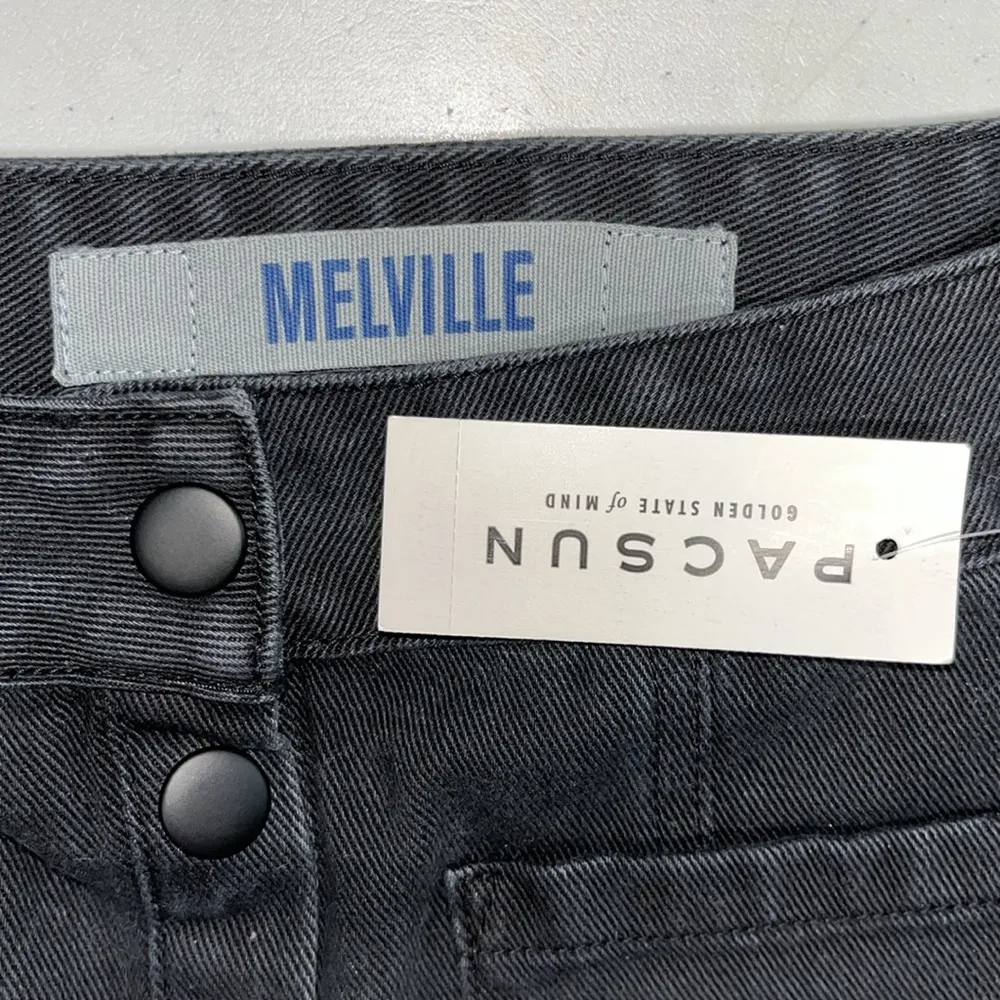 MELVILLE
PACSUN
GOLDEN STATE of MIND